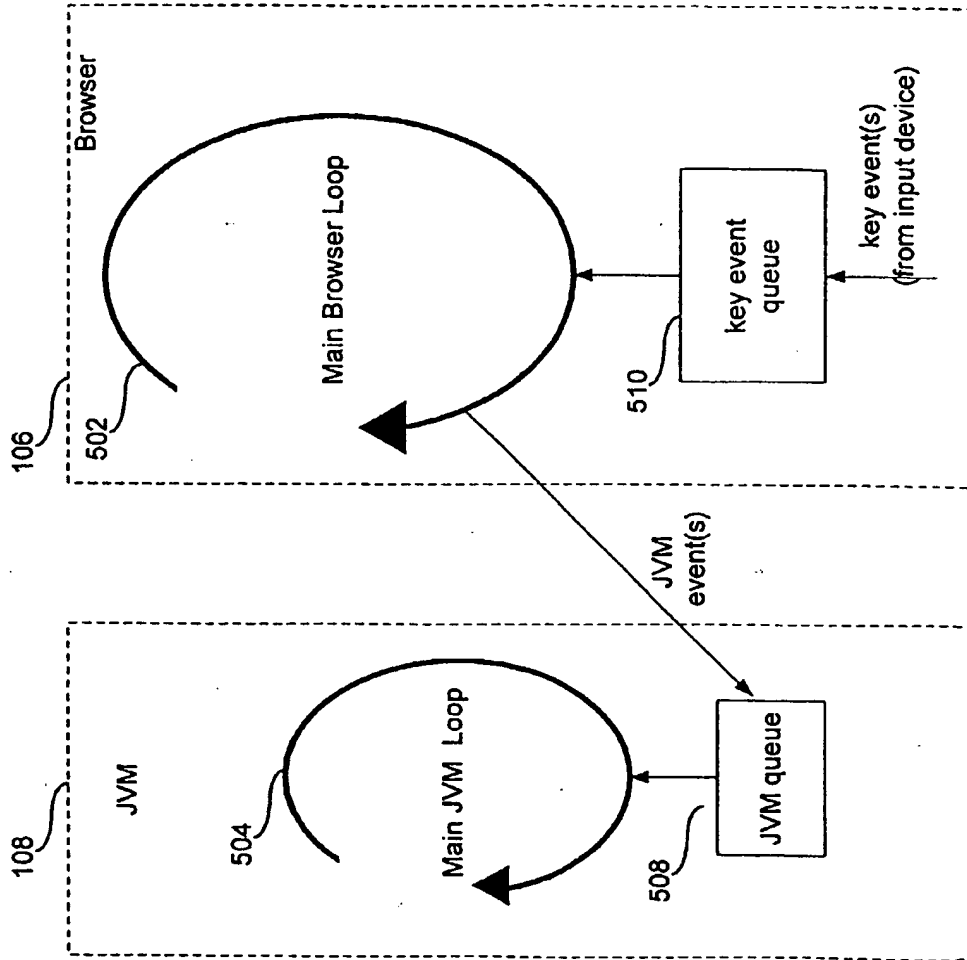 108
JVM
504
Main JVM Loop
508
JVM queue
JVM
event(s)
106
Browser
502
Main Browser Loop
510
key event
queue
key event(s)
(from input device)